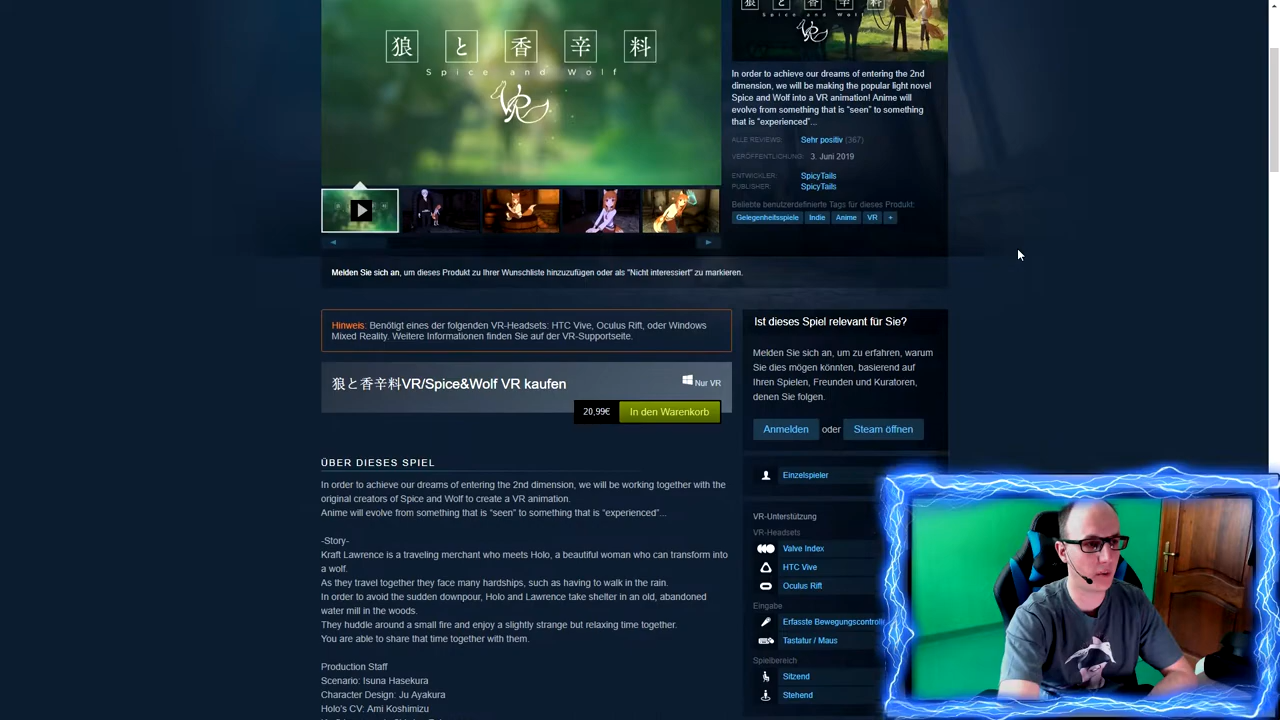 狼と香辛料
Spice and Wolf
VR
Spice and Wolf
In order to achieve our dreams of entering the 2nd
dimension, we will be making the popular light novel
Spice and Wolf into a VR animation! Anime will
evolve from something that is “seen” to something
that is “experienced”...
ALLE REVIEWS: Sehr positiv (367)
VERÖFFENTLICHUNG: 3. Juni 2019
ENTWICKLER: SpicyTails
PUBLISHER: SpicyTails
Beliebte benutzerdefinierte Tags für dieses Produkt:
Gelegenheitsspiele Indie Anime VR +
Melden Sie sich an, um dieses Produkt zu Ihrer Wunschliste hinzuzufügen oder als "Nicht interessiert" zu markieren.
Hinweis: Benötigt eines der folgenden VR-Headsets: HTC Vive, Oculus Rift, oder Windows
Mixed Reality. Weitere Informationen finden Sie auf der VR-Supportseite.
狼と香辛料VR/Spice&Wolf VR kaufen
Nur VR
20,99€ In den Warenkorb
ÜBER DIESES SPIEL
In order to achieve our dreams of entering the 2nd dimension, we will be working together with the
original creators of Spice and Wolf to create a VR animation.
Anime will evolve from something that is “seen” to something that is “experienced”...
-Story-
Kraft Lawrence is a traveling merchant who meets Holo, a beautiful woman who can transform into
a wolf.
As they travel together they face many hardships, such as having to walk in the rain.
In order to avoid the sudden downpour, Holo and Lawrence take shelter in an old, abandoned
water mill in the woods.
They huddle around a small fire and enjoy a slightly strange but relaxing time together.
You are able to share that time together with them.
Production Staff
Scenario: Isuna Hasekura
Character Design: Ju Ayakura
Holo's CV: Ami Koshimizu
Ist dieses Spiel relevant für Sie?
Melden Sie sich an, um zu erfahren, warum
Sie dies mögen könnten, basierend auf
Ihren Spielen, Freunden und Kuratoren,
denen Sie folgen.
Anmelden oder Steam öffnen
Einzelspieler
VR-Unterstützung
VR-Headsets
Valve Index
HTC Vive
Oculus Rift
Eingabe
Erfasste Bewegungscontroll
Tastatur / Maus
Spielbereich
Sitzend
Stehend